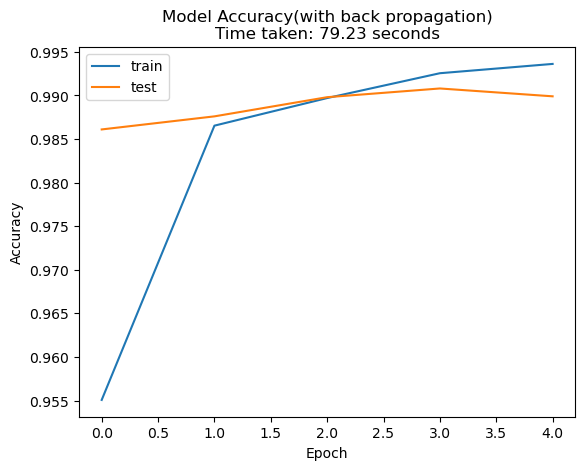 Model Accuracy(with back propagation)
Time taken: 79.23 seconds
train
test
0.995
0.990
0.985
0.980
0.975
0.970
0.965
0.960
0.955
Accuracy
0.0 0.5 1.0 1.5 2.0 2.5 3.0 3.5 4.0
Epoch